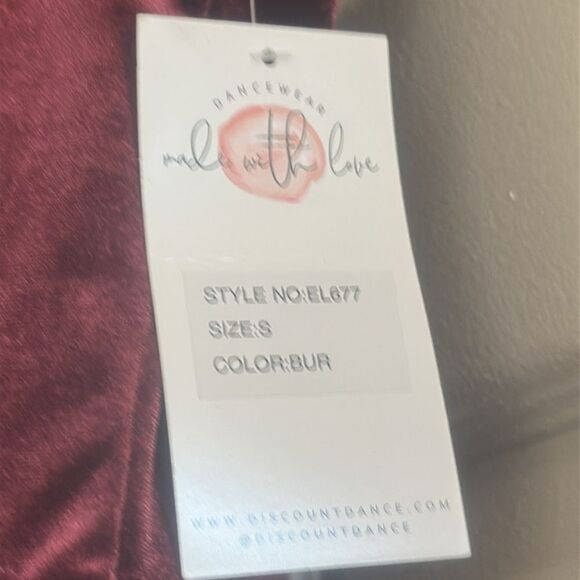 DANCEWEAR
made with love
STYLE NO:EL677
SIZE:S
COLOR:BUR
WWW.DISCOUNTDANCE.COM
@DISCOUNTDANCE